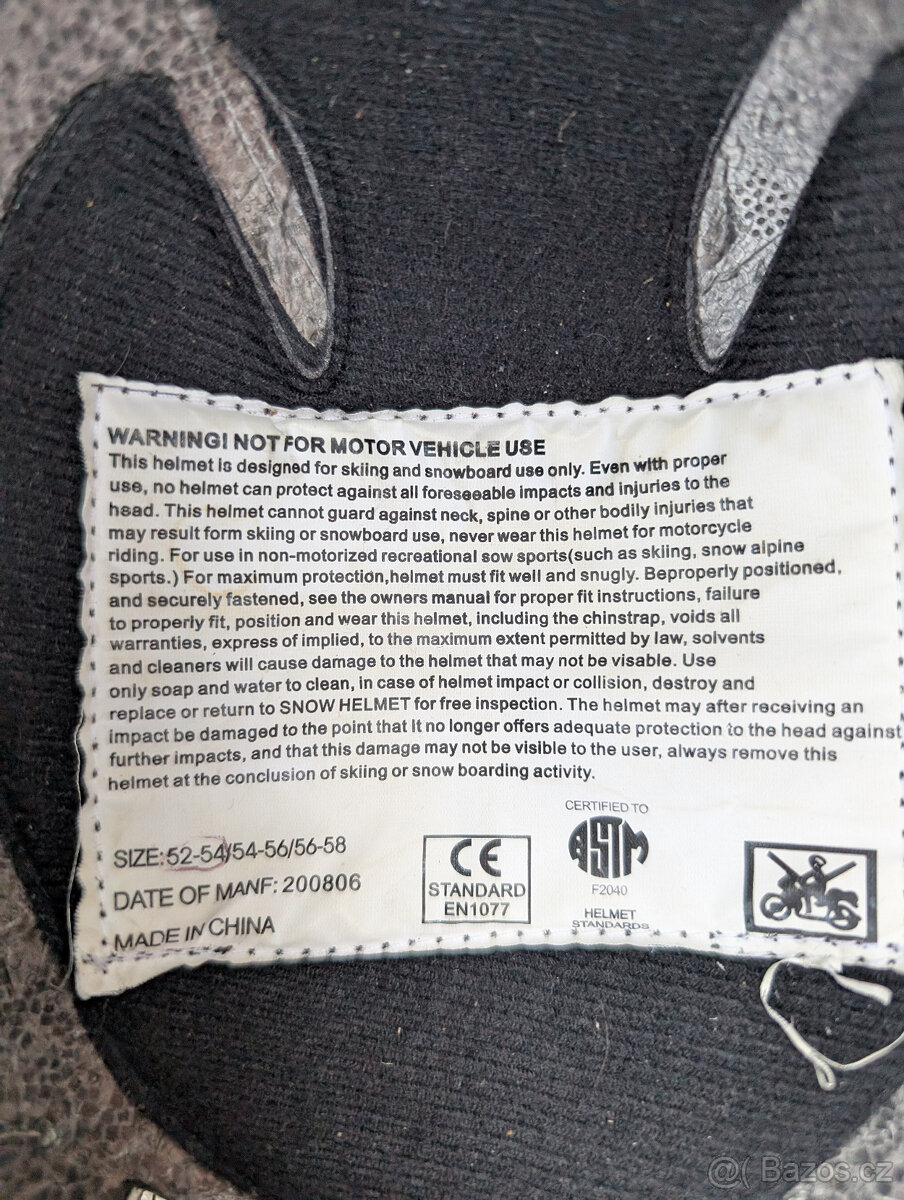 WARNING! NOT FOR MOTOR VEHICLE USE
This helmet is designed for skiing and snowboard use only. Even with proper
use, no helmet can protect against all foreseeable impacts and injuries to the
head. This helmet cannot guard against neck, spine or other bodily injuries that
may result form skiing or snowboard use, never wear this helmet for motorcycle
riding. For use in non-motorized recreational sow sports(such as skiing, snow alpine
sports.) For maximum protection,helmet must fit well and snugly. Beproperly positioned,
and securely fastened, see the owners manual for proper fit instructions, failure
to properly fit, position and wear this helmet, including the chinstrap, voids all
warranties, express of implied, to the maximum extent permitted by law, solvents
and cleaners will cause damage to the helmet that may not be visable. Use
only soap and water to clean, in case of helmet impact or collision, destroy and
replace or return to SNOW HELMET for free inspection. The helmet may after receiving an
impact be damaged to the point that It no longer offers adequate protection to the head against
further impacts, and that this damage may not be visible to the user, always remove this
helmet at the conclusion of skiing or snow boarding activity.
SIZE:52-54/54-56/56-58
DATE OF MANF: 200806
MADE IN CHINA
CE
STANDARD
EN1077
CERTIFIED TO
ASTM
F2040
HELMET
STANDARDS
@( Bazoš.cz